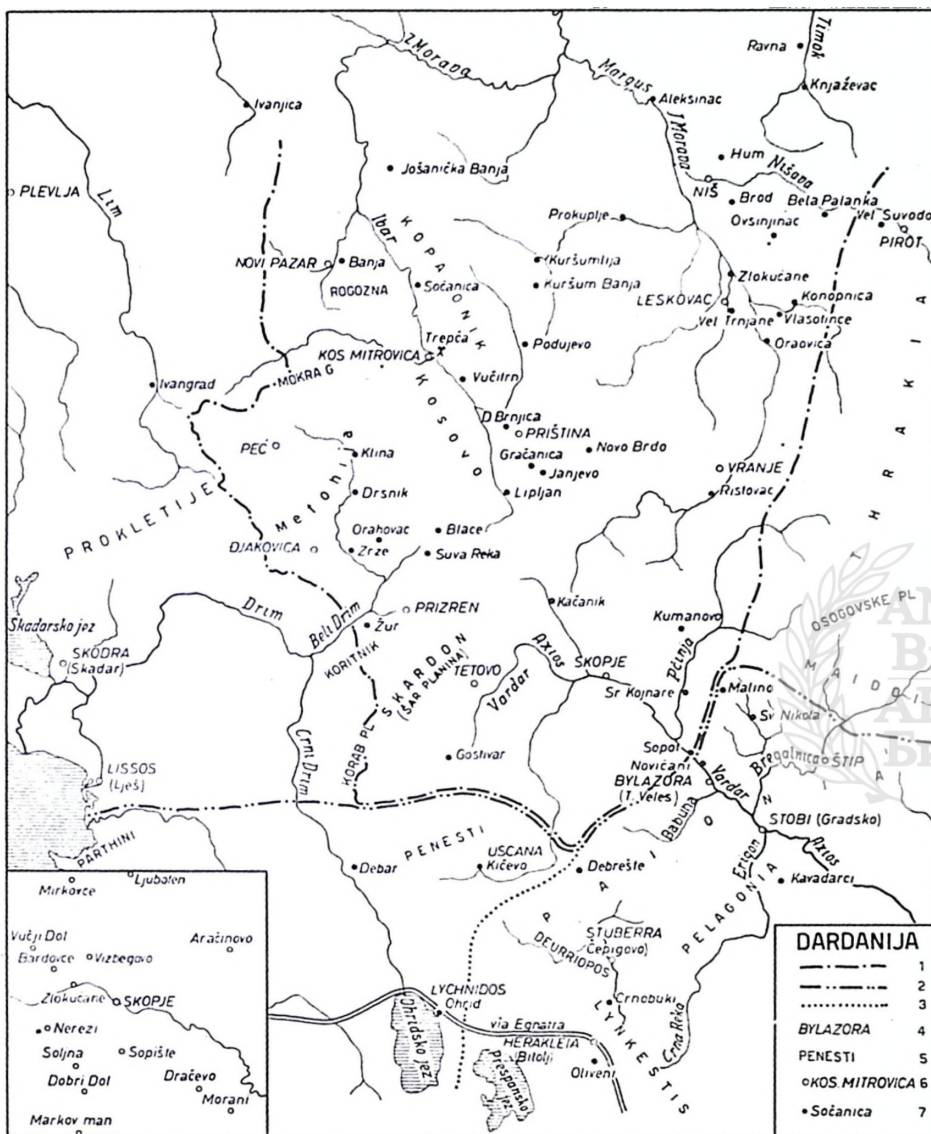 Timok
Ravna
Z Morava
Margus
Knjaževac
Aleksinac
Ivanjica
J Morava
Hum
Nišava
Jošanička Banja
NIŠ
Brod
Bela Palanka
PLEVLJA
Lim
Prokuplje
Ovsinjinac
Vel Suvodo
PIROT
Ibar
KOPAONIK
NOVI PAZAR
Banja
Kuršumlija
Zlokućane
ROGOZNA
Sočanica
Kuršum Banja
LESKOVAC
Konopnica
Vel Trnjane
Vlasotince
Trepča
Podujevo
Oraovica
KOS MITROVICA
MOKRA G
Ivangrad
Vučitrn
KOSOVO
THRAKIA
D Brnjica
PRIŠTINA
PEĆ
Klina
Gračanica
Novo Brdo
Janjevo
VRANJE
Metohia
Drsnik
Lipljan
Ristovac
PROKLETIJE
Orahovac
Blace
DJAKOVICA
Zrze
Suva Reka
Drim
Beli Drim
PRIZREN
Kačanik
Skadarsko jez
Žur
Kumanovo
OSOGOVSKE PL
SKODRA
(Skadar)
KORITNIK
SKARDON
(ŠAR PLANINA)
TETOVO
Axios
Vardar
SKOPJE
Pčinja
MAIDOI
Sr Kojnare
Malino
Sv Nikola
KORAB PL
Crni Drim
Gostivar
Sopot
Novičani
Bregalnica
ŠTIP
LISSOS
(Lješ)
BYLAZORA
(T. Veles)
Vardar
Babuna
STOBI (Gradsko)
PARTHINI
PENESTI
USCANA
Kičevo
Debar
Debrešte
Erigon
Axios
Kavadarci
PAIONIA
PELAGONIA
STUBERRA
(Čepigovo)
DEURRIOPOS
LYCHNIDOS
Ohrid
Crnobuki
LYNKESTIS
Ohridsko jez
via Egnatia
HERAKLEIA
Bitolj
Crna Reka
Prespansko jez
Oliveni
Mirkovce
Ljuboten
Vučji Dol
Aračinovo
Bardovce
Vizbegovo
Zlokućane
SKOPJE
Nerezi
Soljna
Sopište
Dobri Dol
Dračevo
Morani
Markov man
DARDANIJA
1
2
3
BYLAZORA 4
PENESTI 5
KOS. MITROVICA 6
Sočanica 7